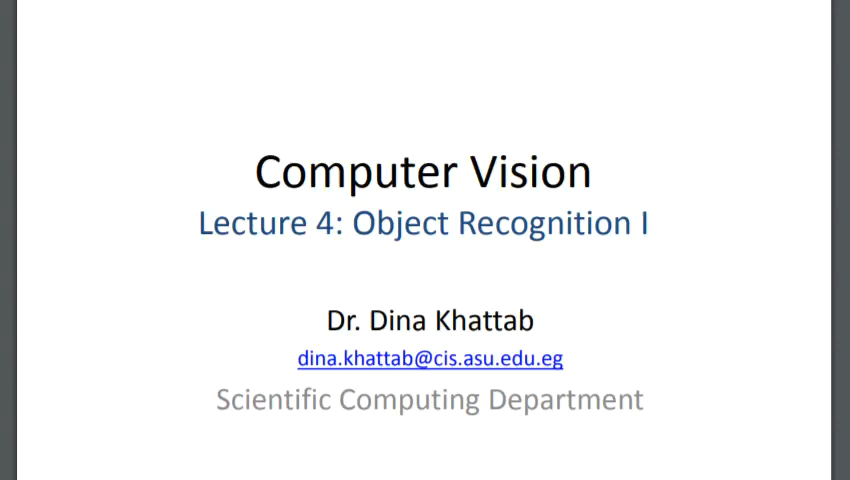 Computer Vision
Lecture 4: Object Recognition I
Dr. Dina Khattab
dina.khattab@cis.asu.edu.eg
Scientific Computing Department